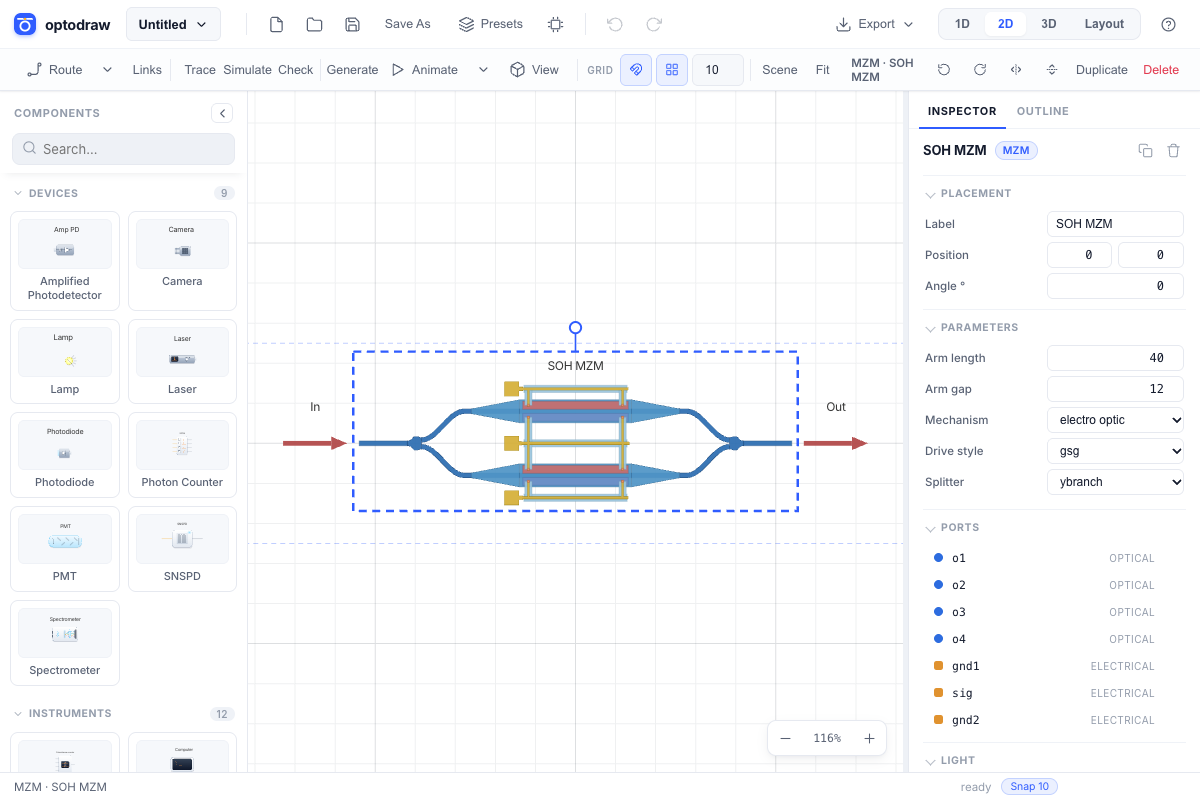 optodraw
Untitled
Save As
Presets
Export
1D
2D
3D
Layout
Route
Links
Trace
Simulate
Check
Generate
Animate
View
GRID
10
Scene
Fit
MZM · SOH
MZM
Duplicate
Delete
COMPONENTS
Search...
DEVICES
9
Amp PD
Amplified
Photodetector
Camera
Camera
Lamp
Lamp
Laser
Laser
Photodiode
Photodiode
Photon Counter
PMT
PMT
SNSPD
SNSPD
Spectrometer
Spectrometer
INSTRUMENTS
12
Computer
SOH MZM
In
Out
116%
INSPECTOR
OUTLINE
SOH MZM
MZM
PLACEMENT
Label
SOH MZM
Position
0
0
Angle °
0
PARAMETERS
Arm length
40
Arm gap
12
Mechanism
electro optic
Drive style
gsg
Splitter
ybranch
PORTS
o1
OPTICAL
o2
OPTICAL
o3
OPTICAL
o4
OPTICAL
gnd1
ELECTRICAL
sig
ELECTRICAL
gnd2
ELECTRICAL
LIGHT
MZM · SOH MZM
ready
Snap 10